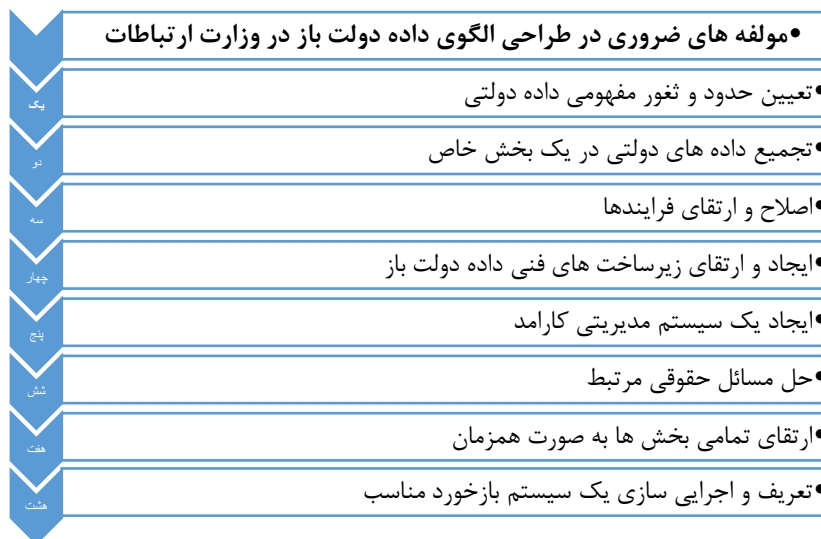 •مولفه های ضروری در طراحی الگوی داده دولت باز در وزارت ارتباطات
یک
•تعیین حدود و ثغور مفهومی داده دولتی
دو
•تجمیع داده های دولتی در یک بخش خاص
سه
•اصلاح و ارتقای فرایندها
چهار
•ایجاد و ارتقای زیرساخت های فنی داده دولت باز
پنج
•ایجاد یک سیستم مدیریتی کارامد
شش
•حل مسائل حقوقی مرتبط
هفت
•ارتقای تمامی بخش ها به صورت همزمان
هشت
•تعریف و اجرایی سازی یک سیستم بازخورد مناسب